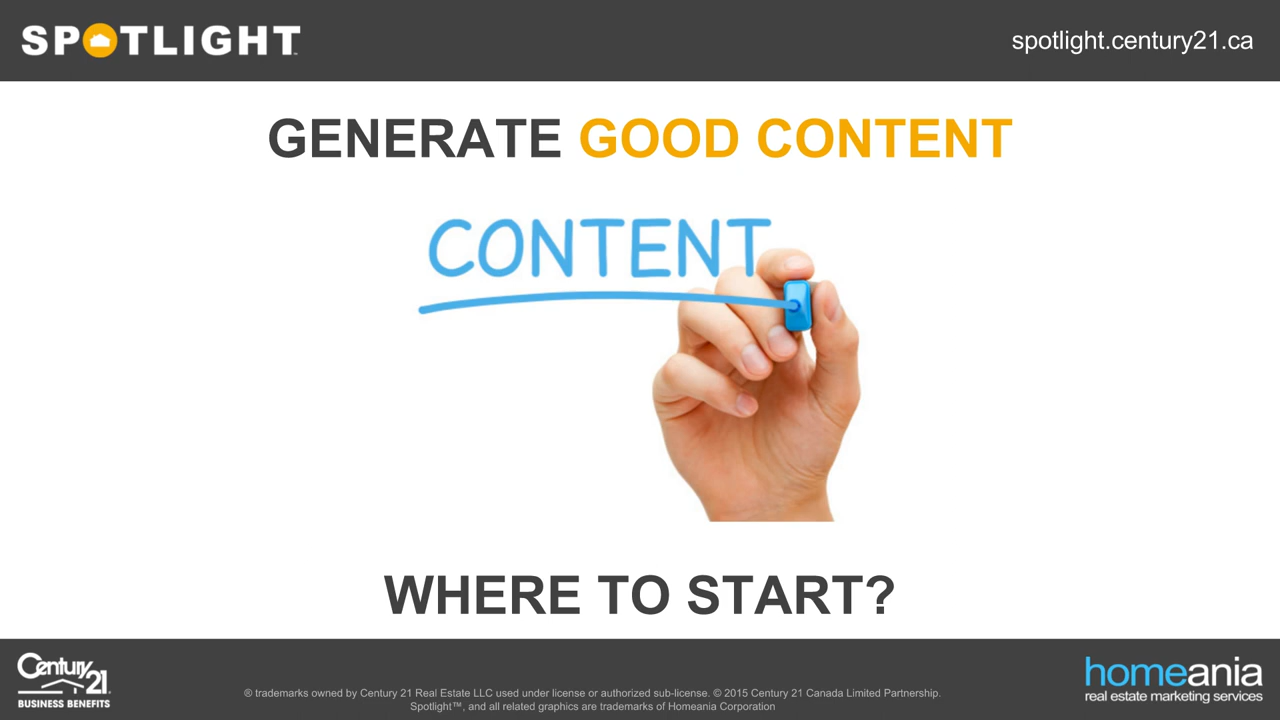 SPOTLIGHT™
spotlight.century21.ca
GENERATE GOOD CONTENT
CONTENT
WHERE TO START?
Century 21®
BUSINESS BENEFITS
® trademarks owned by Century 21 Real Estate LLC used under license or authorized sub-license. © 2015 Century 21 Canada Limited Partnership.
Spotlight™, and all related graphics are trademarks of Homeania Corporation
homeania
real estate marketing services